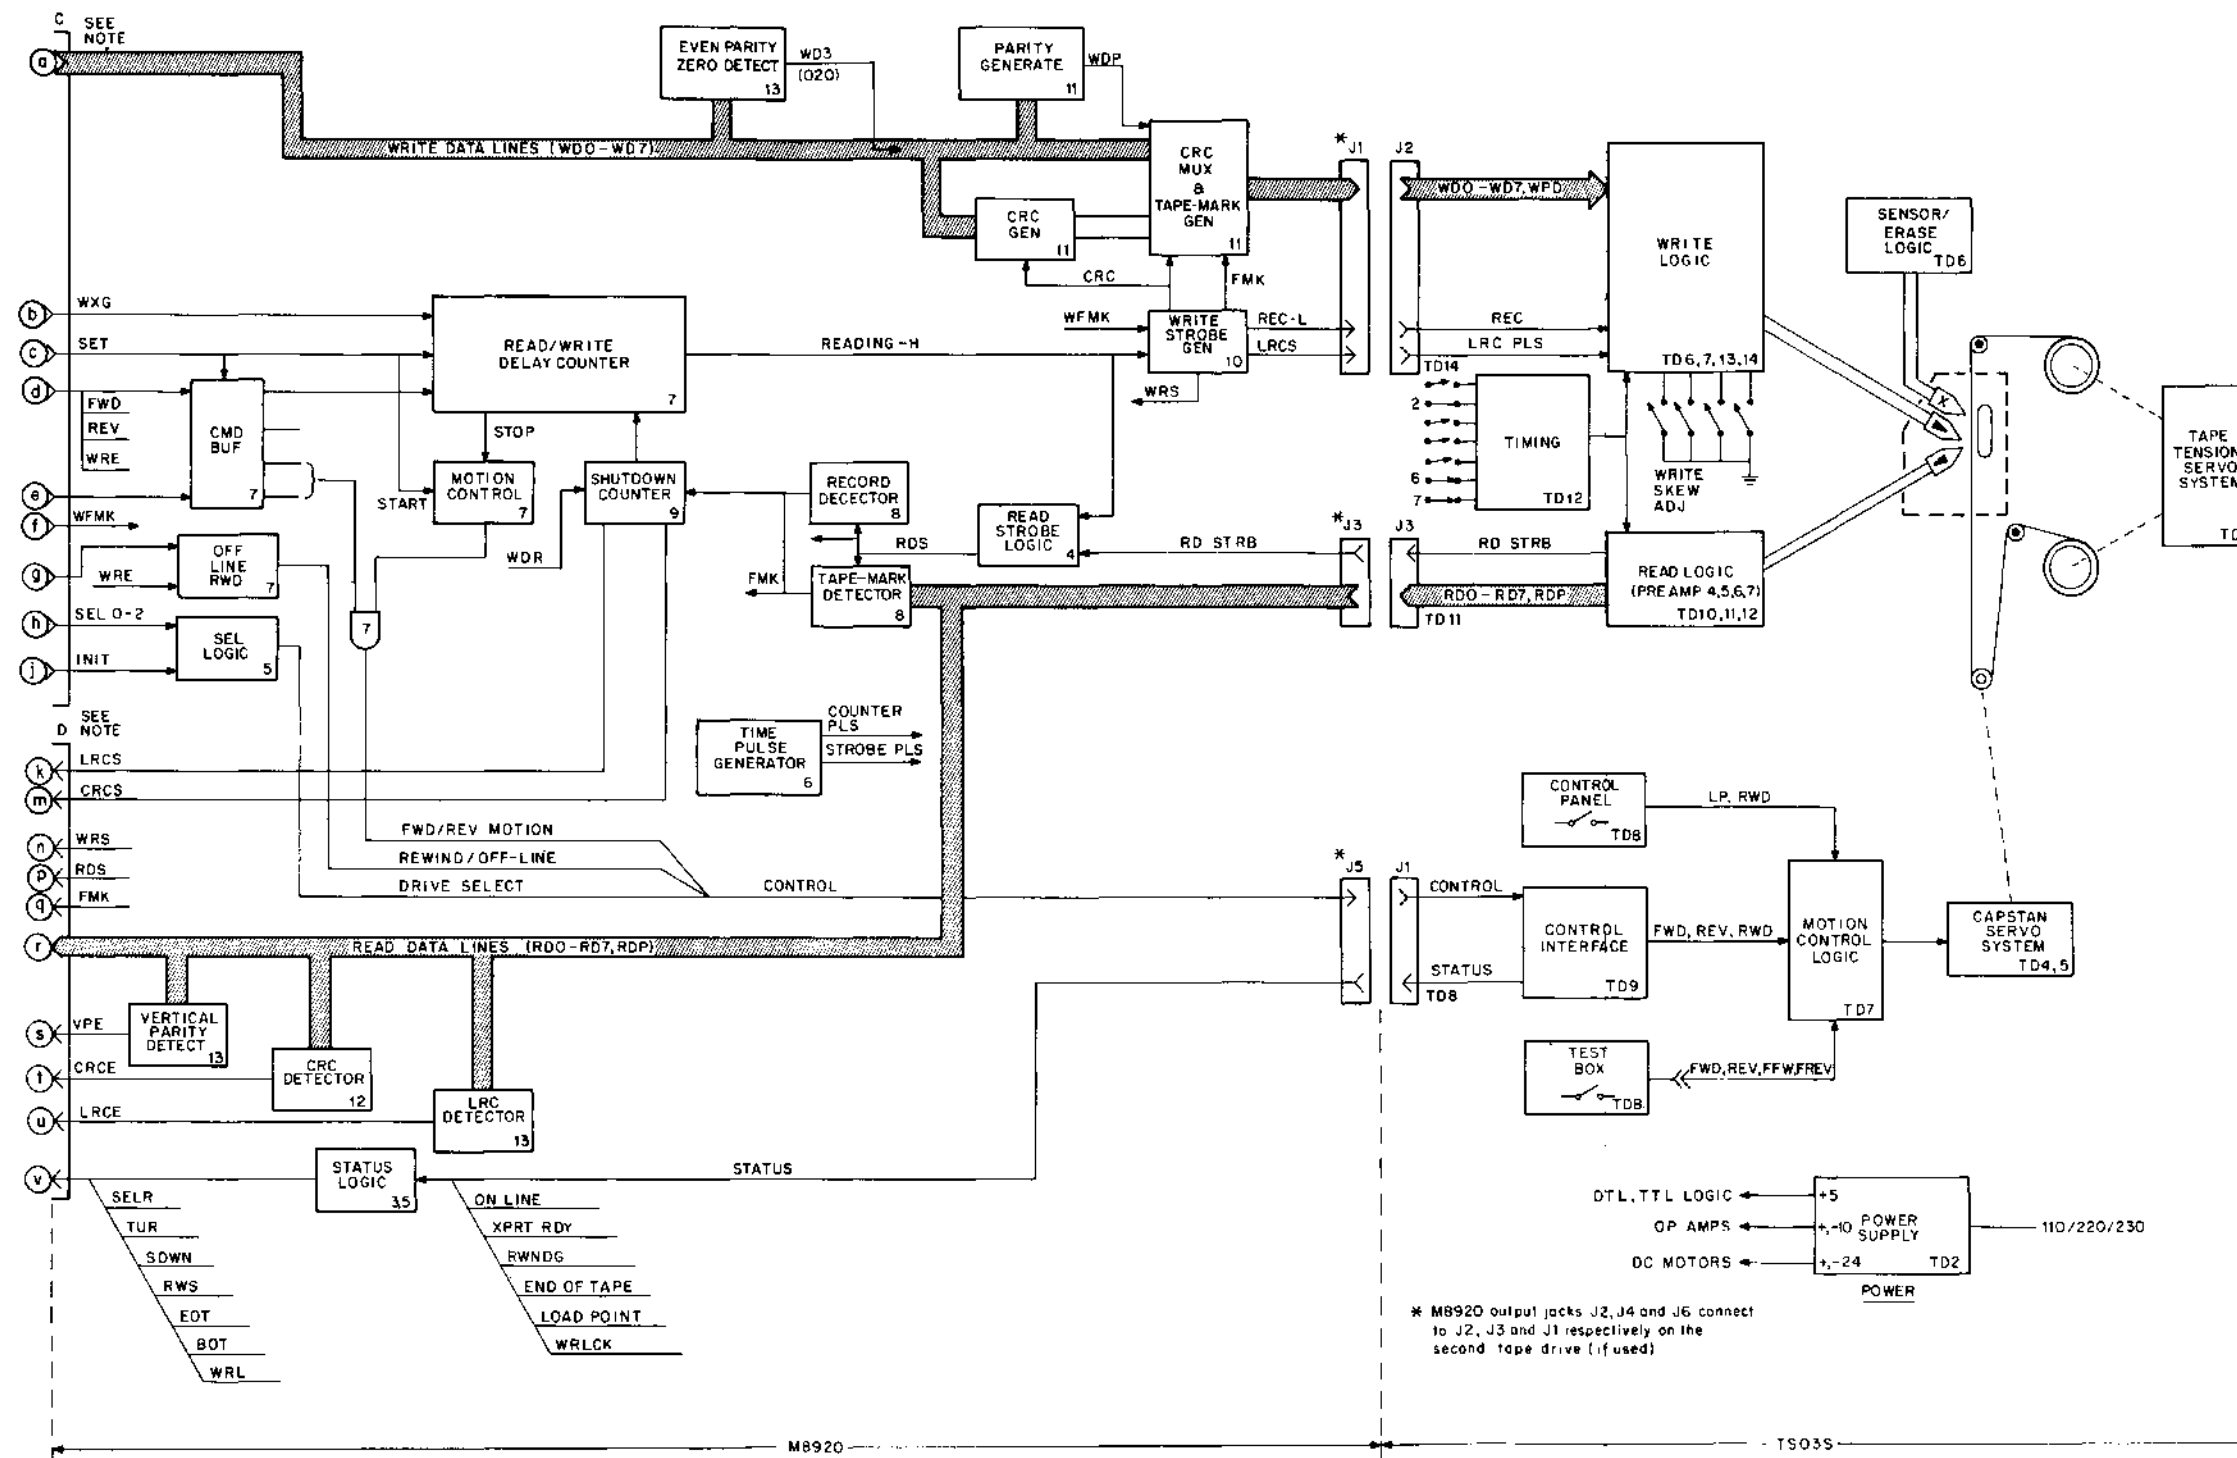 C
SEE
NOTE
a
EVEN PARITY
ZERO DETECT
13
WD3
(020)
PARITY
GENERATE
11
WDP
WRITE DATA LINES (WD0-WD7)
CRC
MUX
&
TAPE-MARK
GEN
11
CRC
GEN
11
CRC
FMK
* J1
J2
WD0-WD7, WPD
WRITE
LOGIC
TD6, 7, 13, 14
SENSOR/
ERASE
LOGIC
TD6
b
WXG
c
SET
d
FWD
REV
WRE
e
f
WFMK
g
WRE
h
SEL 0-2
j
INIT
READ/WRITE
DELAY COUNTER
7
READING-H
WFMK
WRITE
STROBE
GEN
10
REC-L
LRCS
WRS
REC
LRC PLS
TD14
2
6
7
TIMING
TD12
WRITE
SKEW
ADJ
X
TAPE
TENSION
SERVO
SYSTEM
CMD
BUF
7
STOP
START
MOTION
CONTROL
7
SHUTDOWN
COUNTER
9
WDR
RECORD
DECECTOR
8
RDS
READ
STROBE
LOGIC
4
RD STRB
* J3
J3
RD STRB
FMK
TAPE-MARK
DETECTOR
8
RD0-RD7, RDP
TD11
READ LOGIC
(PREAMP 4,5,6,7)
TD10, 11, 12
OFF
LINE
RWD
7
7
SEL
LOGIC
5
D
SEE
NOTE
k
LRCS
m
CRCS
n
WRS
p
RDS
q
FMK
r
TIME
PULSE
GENERATOR
6
COUNTER
PLS
STROBE PLS
FWD/REV MOTION
REWIND/OFF-LINE
DRIVE SELECT
CONTROL
READ DATA LINES (RD0-RD7, RDP)
* J5
J1
CONTROL
STATUS
TD8
CONTROL
PANEL
TD8
LP, RWD
CONTROL
INTERFACE
TD9
FWD, REV, RWD
MOTION
CONTROL
LOGIC
TD7
CAPSTAN
SERVO
SYSTEM
TD4, 5
TEST
BOX
TD8
FWD, REV, FFW, FREV
s
VPE
VERTICAL
PARITY
DETECT
13
t
CRCE
CRC
DETECTOR
12
u
LRCE
LRC
DETECTOR
13
v
STATUS
LOGIC
3,5
STATUS
SELR
TUR
SDWN
RWS
EOT
BOT
WRL
ON LINE
XPRT RDY
RWNDG
END OF TAPE
LOAD POINT
WRLCK
DTL, TTL LOGIC
OP AMPS
DC MOTORS
+5
+,-10
+,-24
POWER
SUPPLY
TD2
110/220/230
POWER
* M8920 output jacks J2, J4 and J6 connect
to J2, J3 and J1 respectively on the
second tape drive (if used)
M8920
TS03S